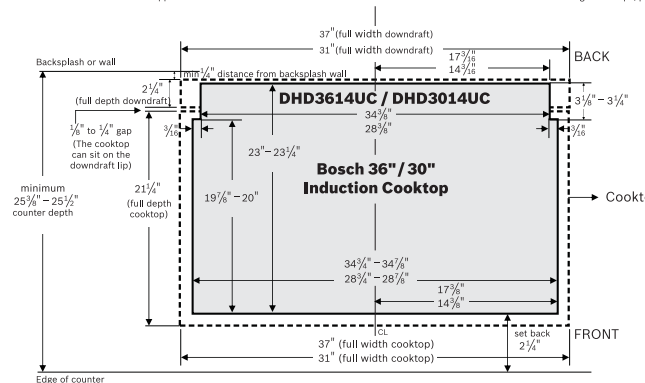 37" (full width downdraft)
31" (full width downdraft)
BACK
Backsplash or wall
17 3/16"
14 3/16"
min 1/4" distance from backsplash wall
2 1/4"
(full depth downdraft)
DHD3614UC / DHD3014UC
3 1/8" – 3 1/4"
34 3/8"
28 3/8"
1/8" to 1/4" gap
(The cooktop
can sit on the
downdraft lip)
3/16"
3/16"
23"–23 1/4"
Bosch 36"/ 30"
Induction Cooktop
minimum
25 3/8" – 25 1/2"
counter depth
21 1/4"
(full depth
cooktop)
19 7/8" – 20"
Cookt
34 3/4" – 34 7/8"
28 3/4" – 28 7/8"
17 3/8"
14 3/8"
set back
2 1/4"
FRONT
CL
37" (full width cooktop)
31" (full width cooktop)
Edge of counter